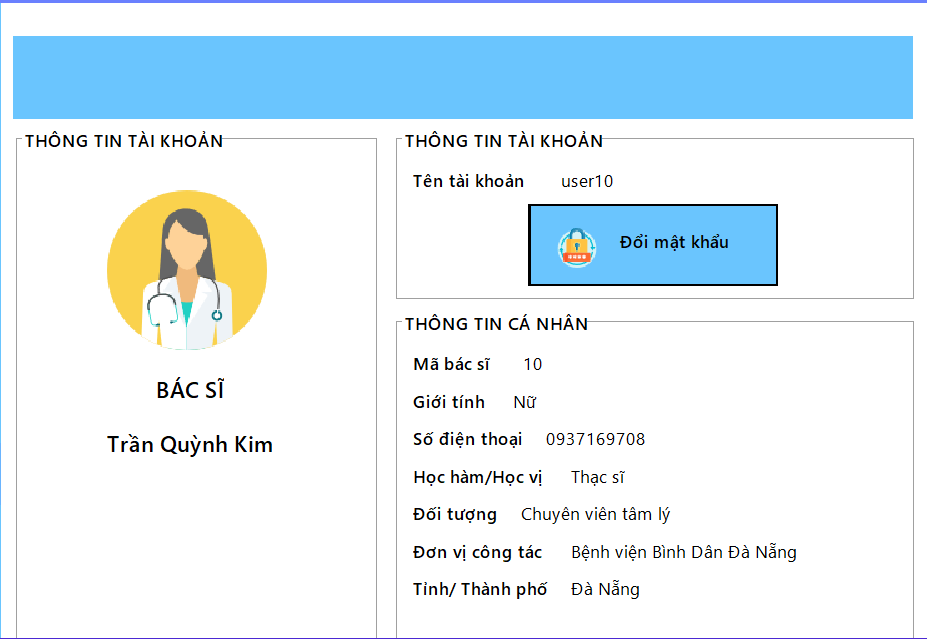 THÔNG TIN TÀI KHOẢN
BÁC SĨ
Trần Quỳnh Kim
THÔNG TIN TÀI KHOẢN
Tên tài khoản user10
Đổi mật khẩu
THÔNG TIN CÁ NHÂN
Mã bác sĩ 10
Giới tính Nữ
Số điện thoại 0937169708
Học hàm/Học vị Thạc sĩ
Đối tượng Chuyên viên tâm lý
Đơn vị công tác Bệnh viện Bình Dân Đà Nẵng
Tỉnh/ Thành phố Đà Nẵng